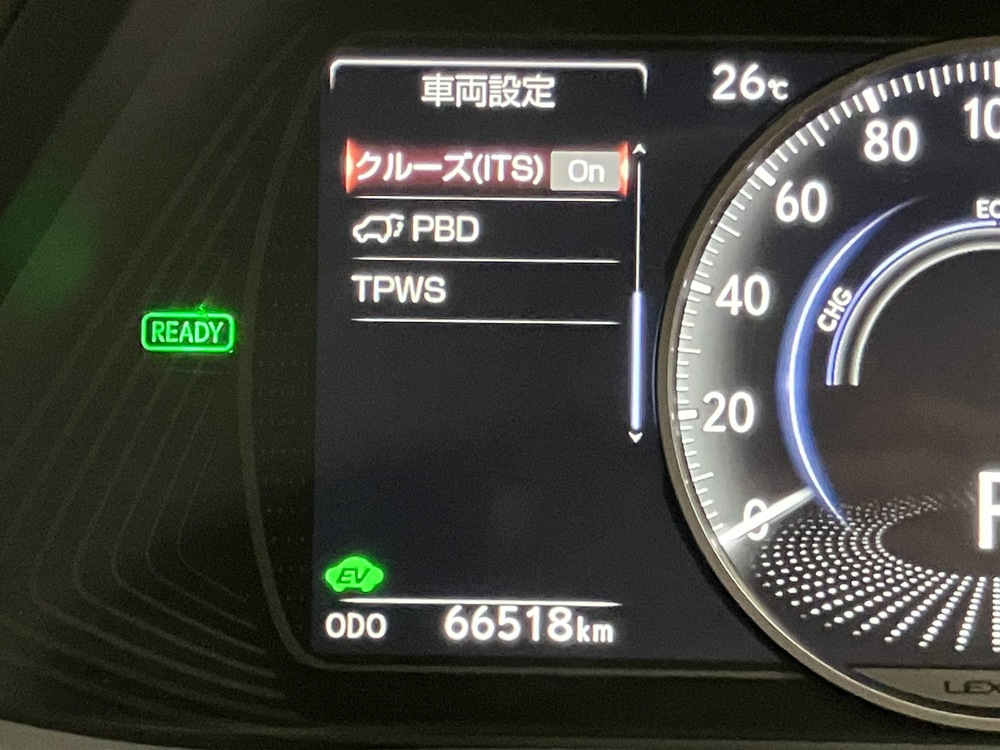 車両設定
26℃
クルーズ(ITS) On
PBD
TPWS
READY
EV
ODO 66518km
80
60
40
20
0
CHG